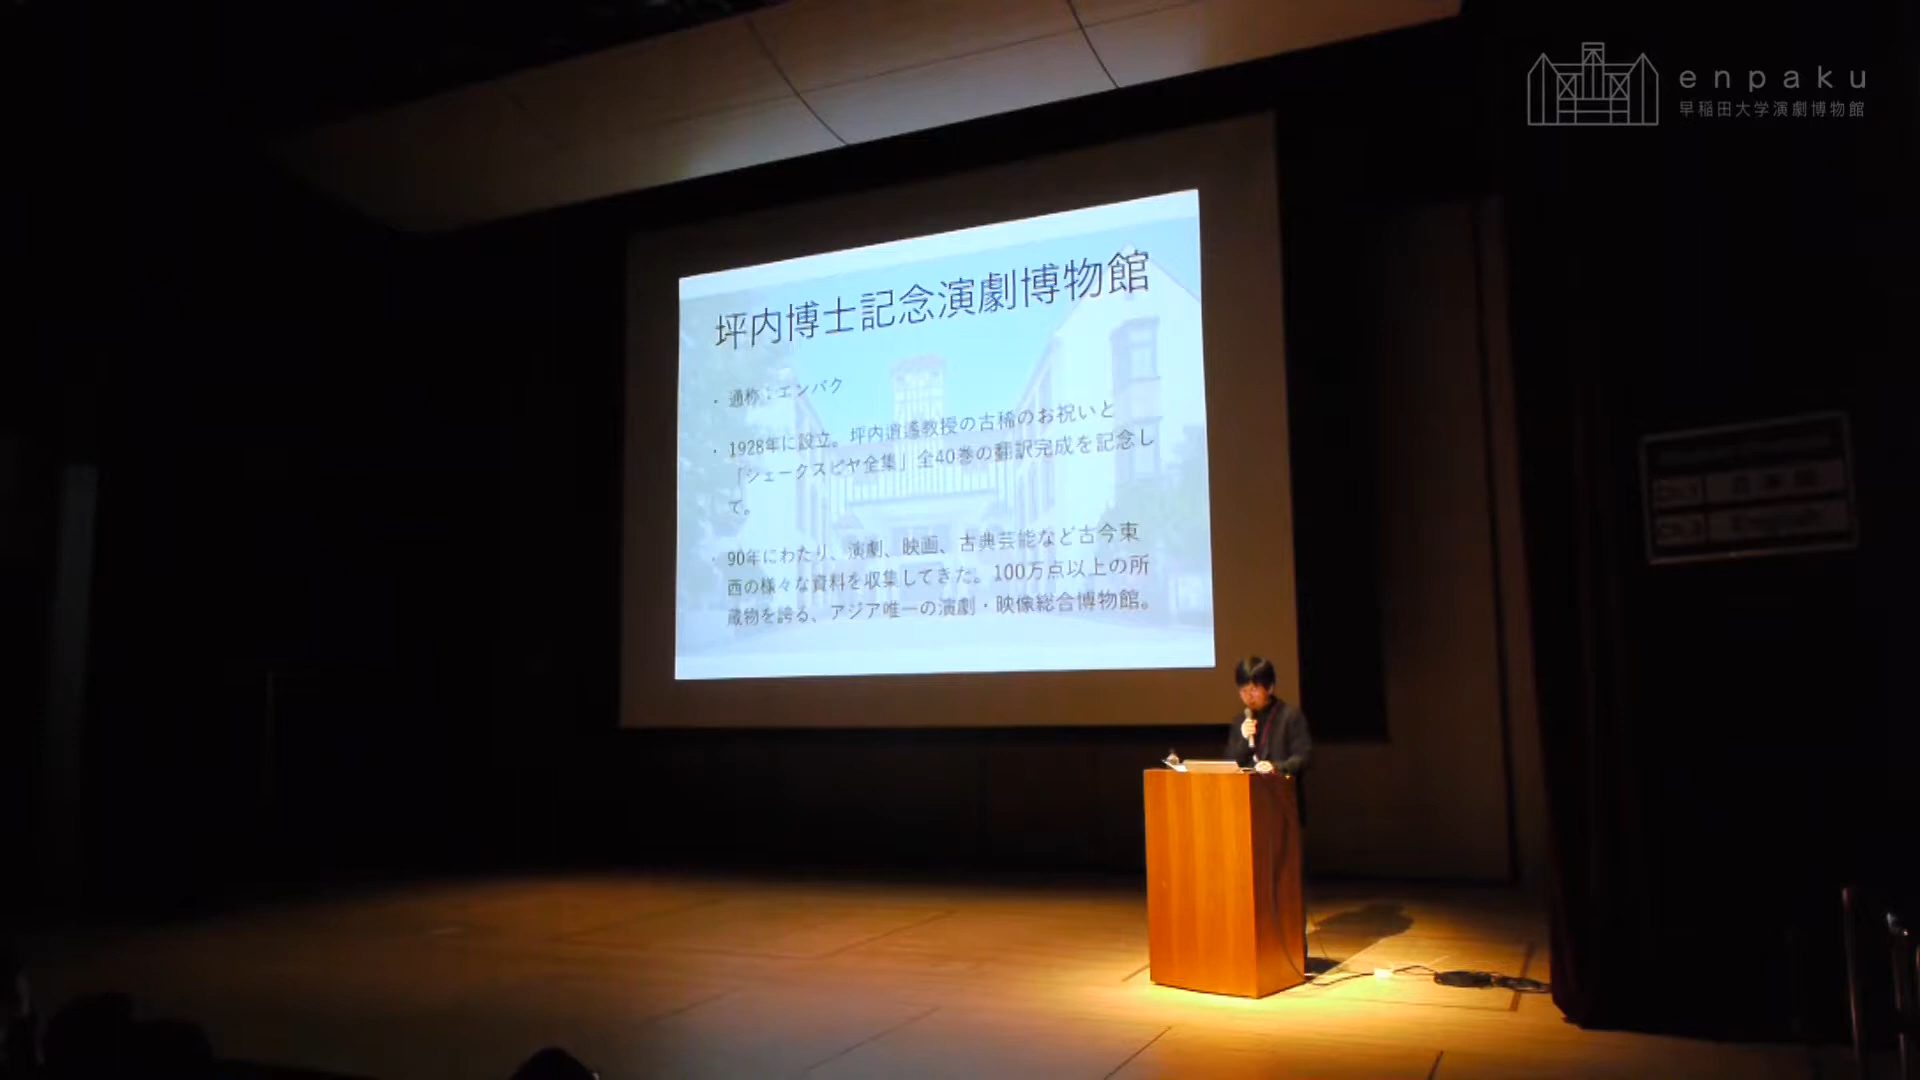 enpaku
早稲田大学演劇博物館
坪内博士記念演劇博物館
・通称：エンパク
・1928年に設立。坪内逍遙教授の古稀のお祝いと
「シェークスピヤ全集」全40巻の翻訳完成を記念し
て。
・90年にわたり、演劇、映画、古典芸能など古今東
西の様々な資料を収集してきた。100万点以上の所
蔵物を誇る、アジア唯一の演劇・映像総合博物館。